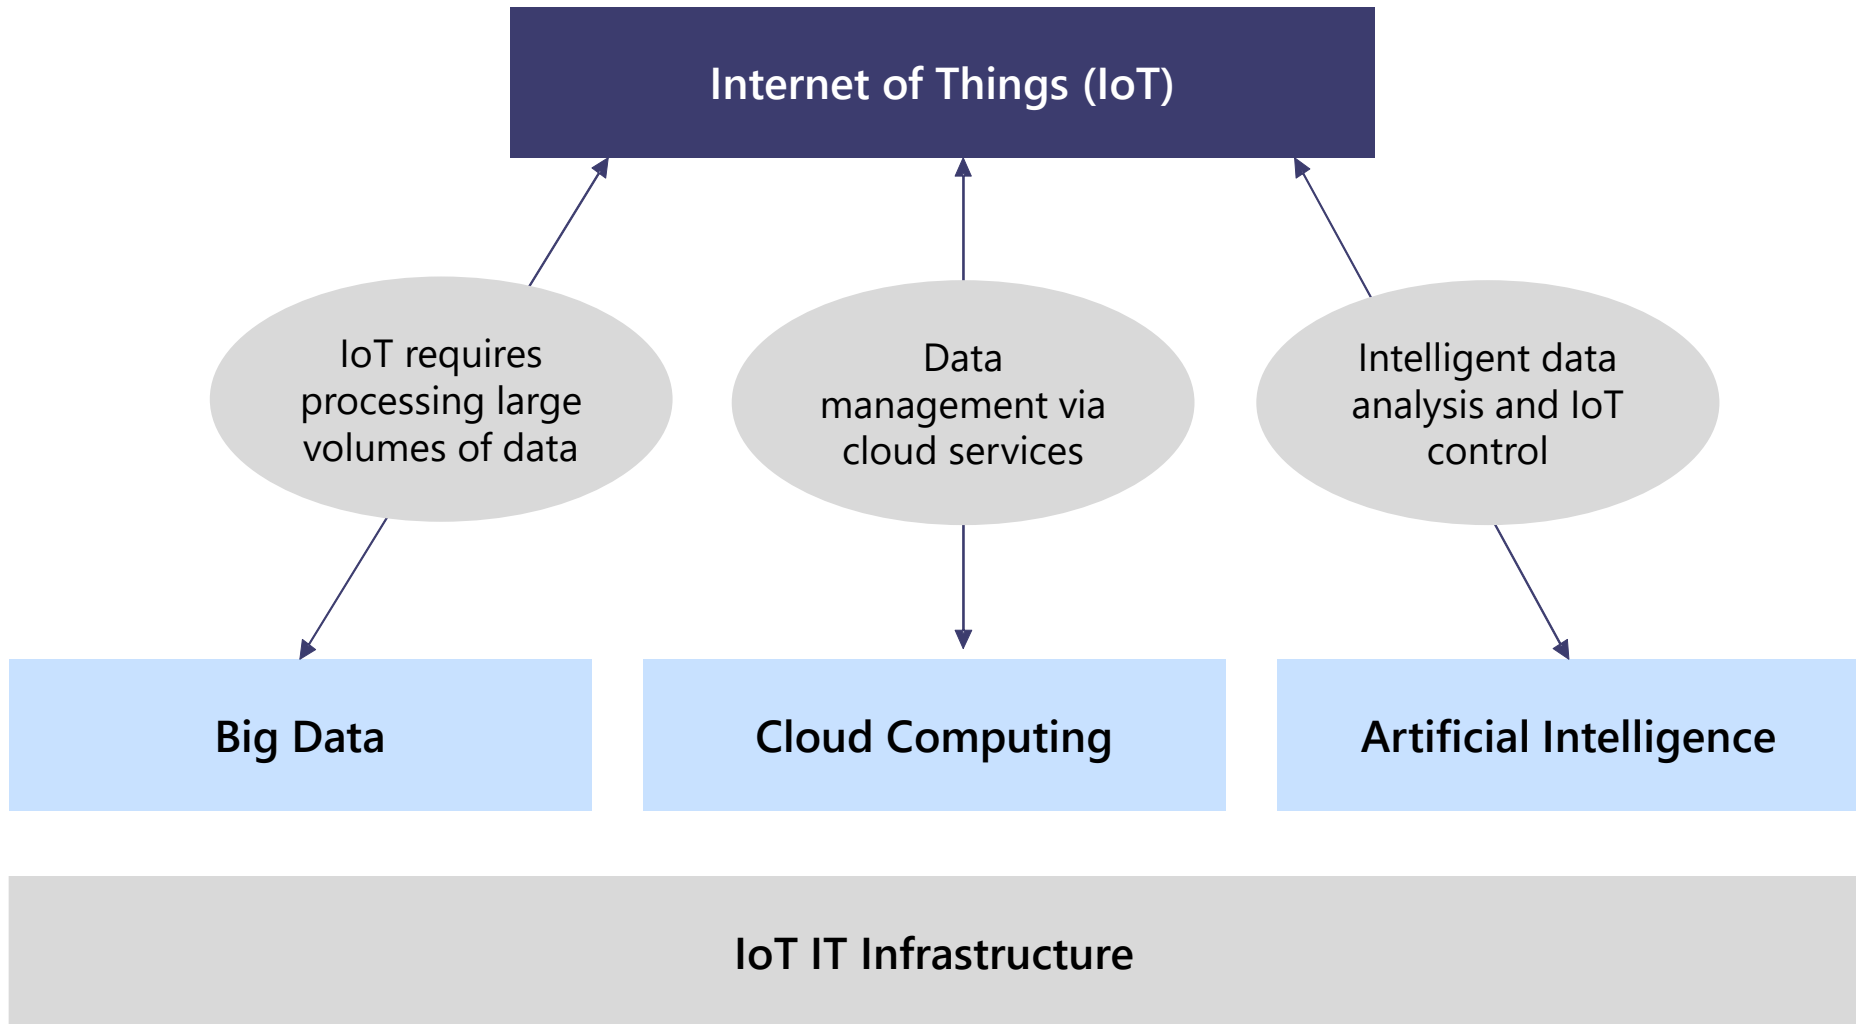 Internet of Things (IoT)
IoT requires
processing large
volumes of data
Data
management via
cloud services
Intelligent data
analysis and IoT
control
Big Data
Cloud Computing
Artificial Intelligence
IoT IT Infrastructure